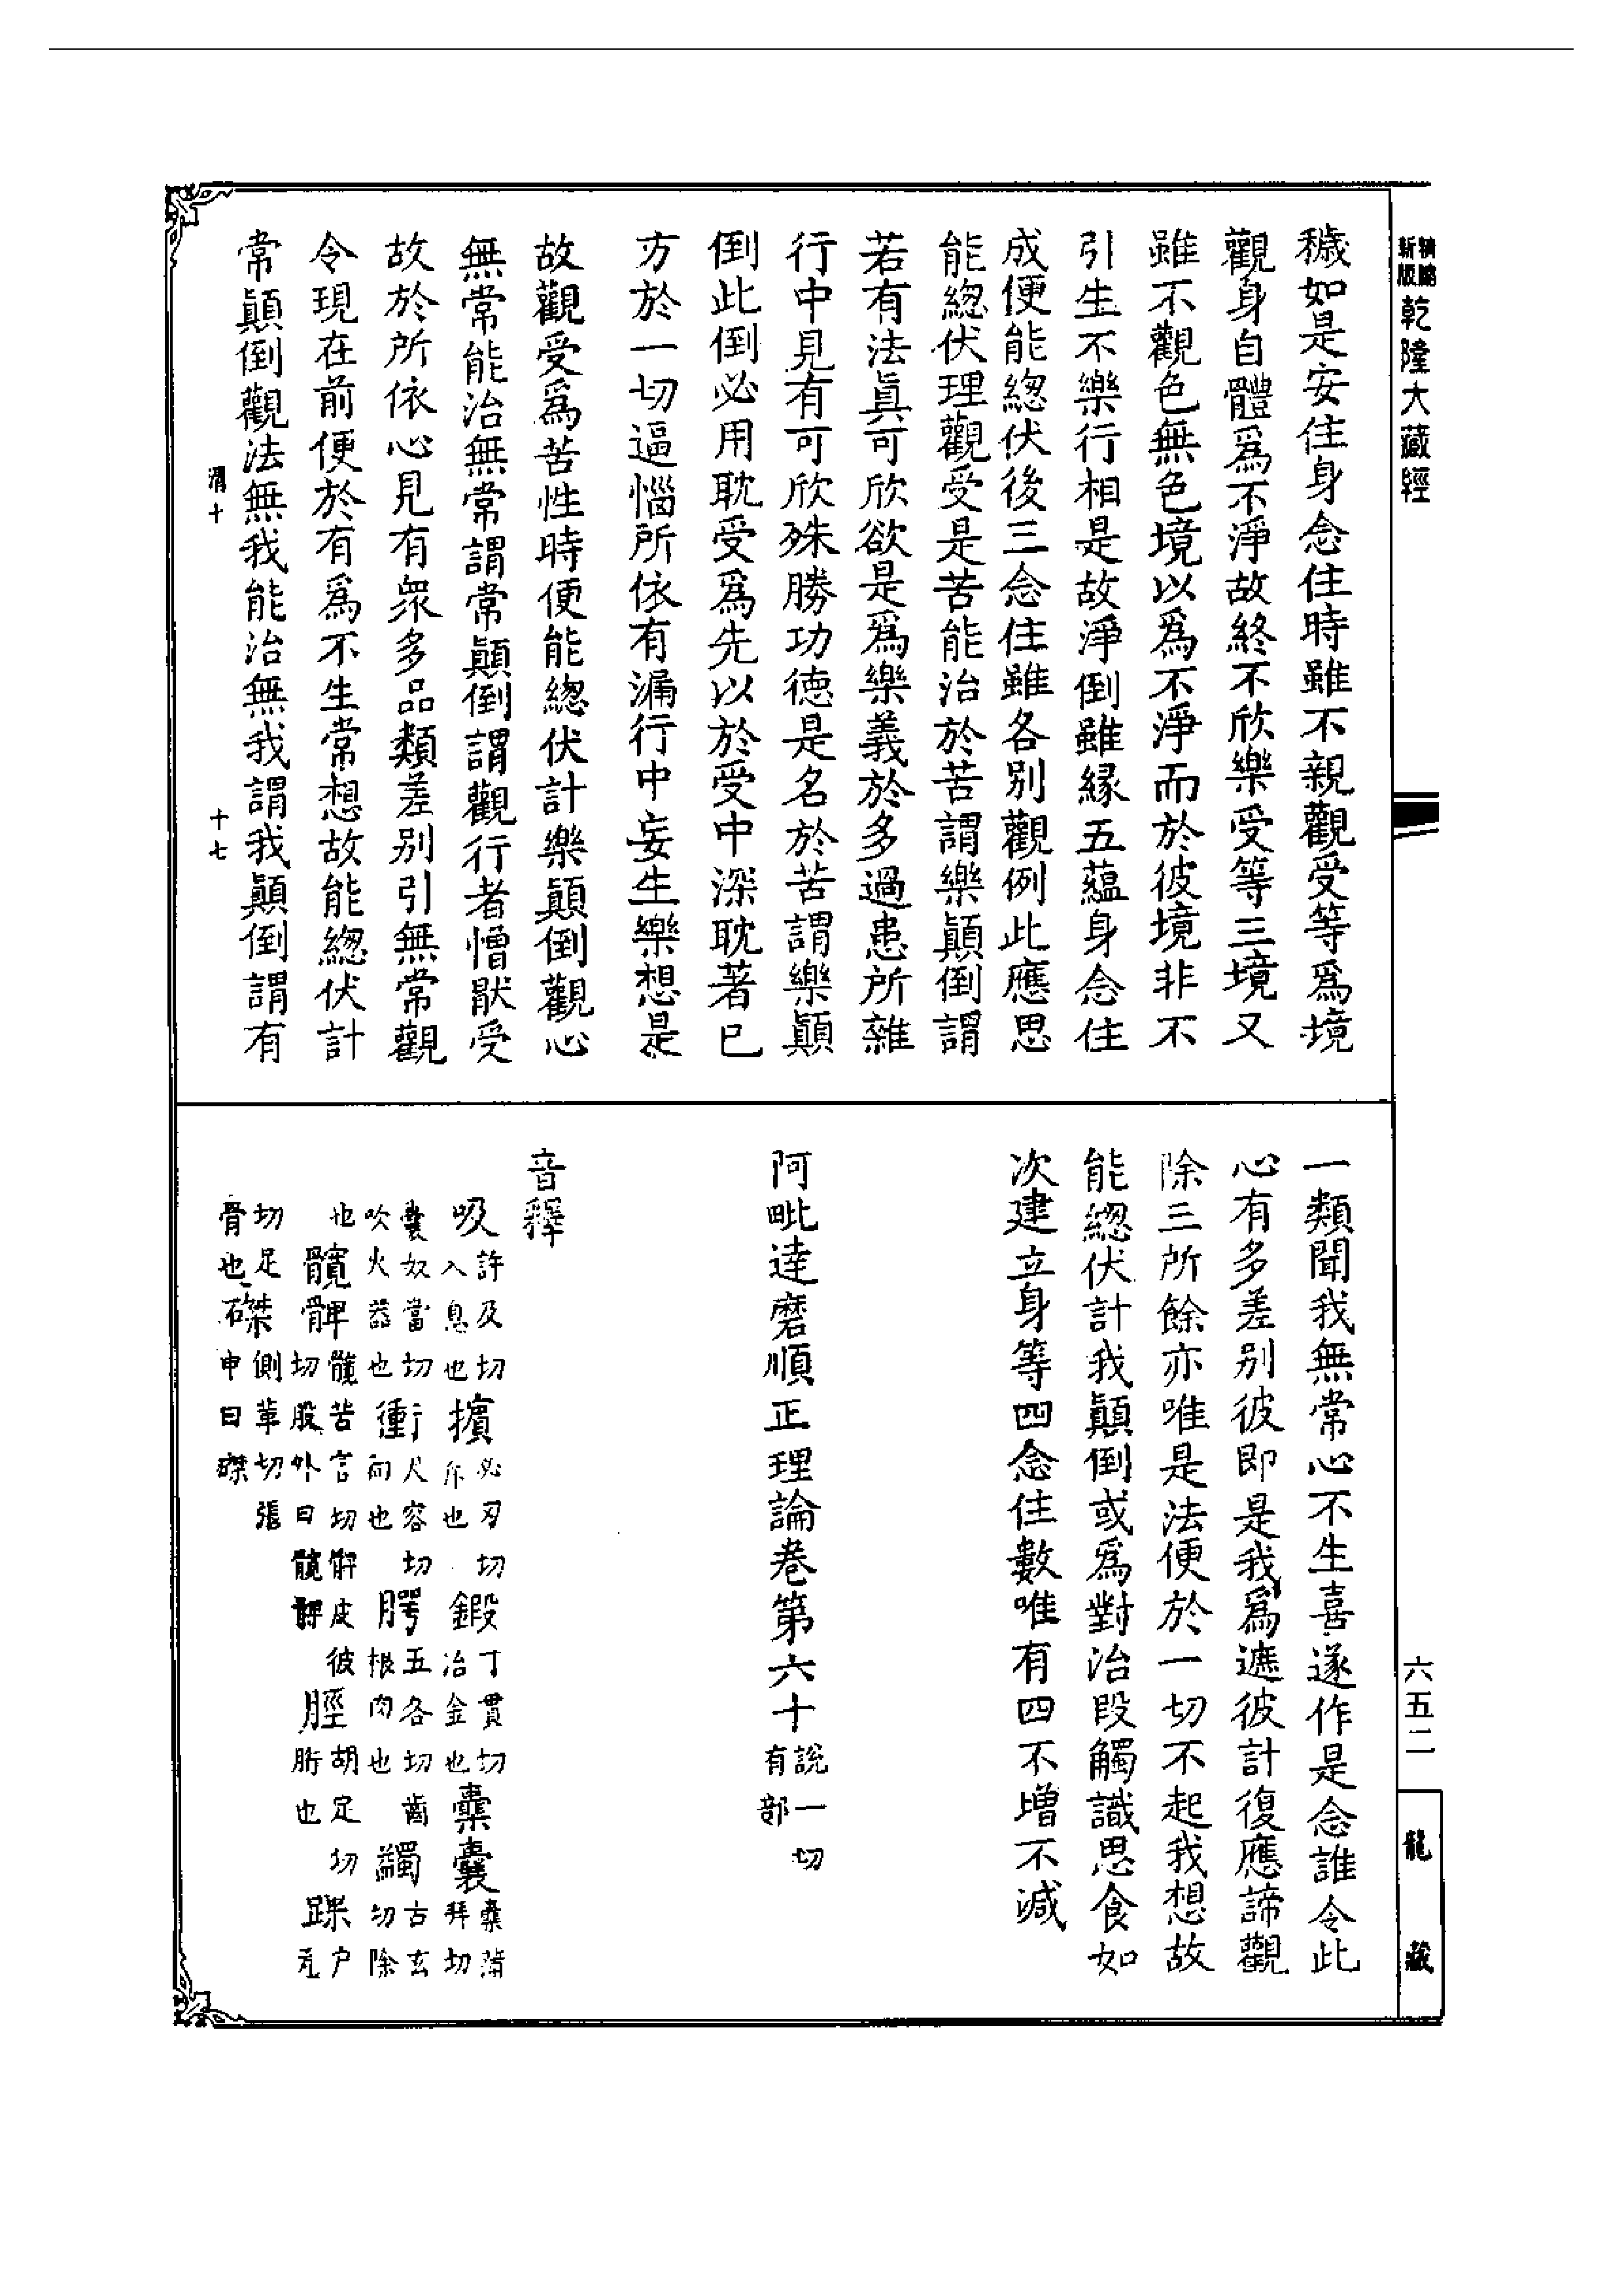 新版
精縮
乾隆大藏經
六五二
龍藏
穢如是安住身念住時雖不親觀受等爲境
觀身自體爲不淨故終不欣樂受等三境又
雖不觀色無色境以爲不淨而於彼境非不
引生不樂行相是故淨倒雖緣五蘊身念住
成便能總伏後三念住雖各別觀例此應思
能總伏理觀受是苦能治於苦謂樂顚倒謂
若有法眞可欣欲是爲樂義於多過患所雜
行中見有可欣殊勝功德是名於苦謂樂顚
倒此倒必用耽受爲先以於受中深耽著已
方於一切逼惱所依有漏行中妄生樂想是
故觀受爲苦性時便能總伏計樂顚倒觀心
無常能治無常謂常顚倒謂觀行者憎猒受
故於所依心見有眾多品類差別引無常觀
令現在前便於有爲不生常想故能總伏計
常顚倒觀法無我能治無我謂我顚倒謂有
渭十
十七
一類聞我無常心不生喜遂作是念誰令此
心有多差別彼即是我爲遮彼計復應諦觀
除三所餘亦唯是法便於一切不起我想故
能總伏計我顚倒或爲對治段觸識思食如
次建立身等四念住數唯有四不增不減
阿毗達磨順正理論卷第六十說一切有部
音釋
吸許及切入息也擯必刃切斥也鍛丁貫切冶金也橐囊橐蒲拜切
囊奴當切吹火器也衝尺容切向也腭五各切齒根肉也蠲古玄切除
也髖髀髖苦官切髀股外曰髖髀皮彼切脛胡定切胻也踝戶瓦
切足骨也磔側革切張申曰磔